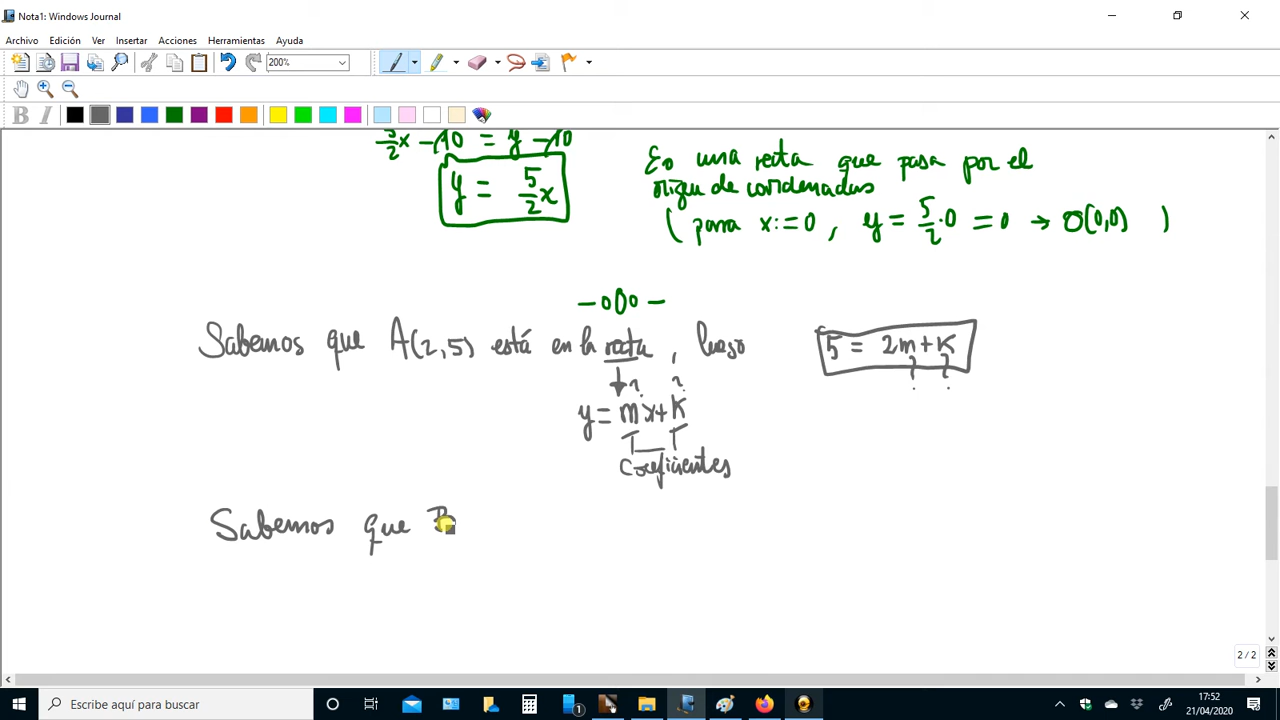 Nota1: Windows Journal
Archivo Edición Ver Insertar Acciones Herramientas Ayuda
200%
B I
5/2 x - 10 = y - 10
y = 5/2 x
Es una recta que pasa por el
origen de coordenadas
( para x:=0 , y = 5/2 · 0 = 0 → O(0,0) )
Sabemos que A(2,5) está en la recta , luego 5 = 2m+K
? ? ? ?
y = mx+K
Coeficientes
Sabemos que B
2 / 2
Escribe aquí para buscar
1
17:52
21/04/2020